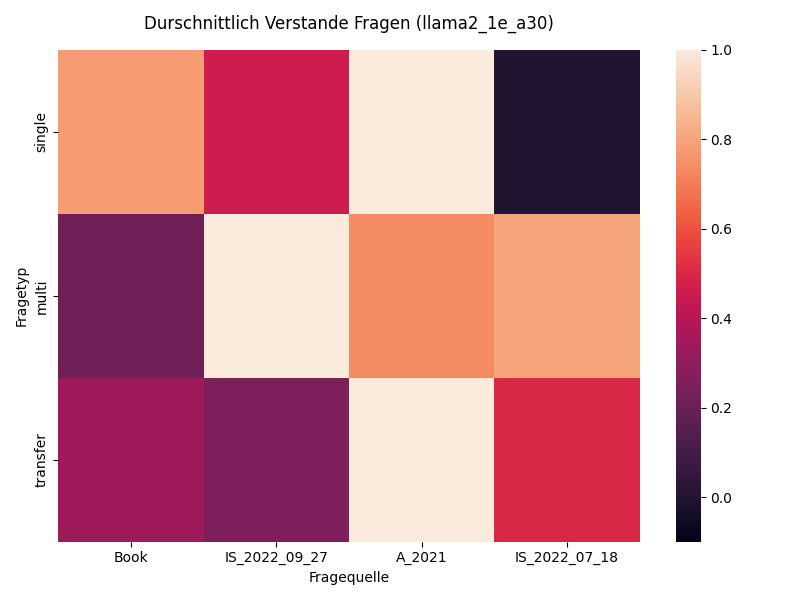 Durschnittlich Verstande Fragen (llama2_1e_a30)
single
multi
transfer
Fragetyp
Book
IS_2022_09_27
A_2021
IS_2022_07_18
Fragequelle
1.0
0.8
0.6
0.4
0.2
0.0